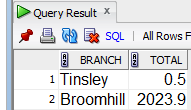 Query Result ×
SQL | All Rows F
BRANCH TOTAL
1 Tinsley 0.5
2 Broomhill 2023.9